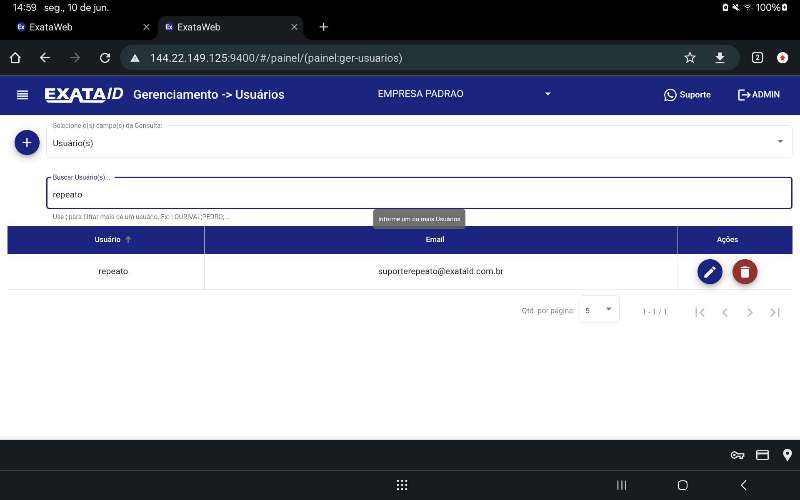 14:59 seg., 10 de jun. 100%
ExataWeb
ExataWeb
144.22.149.125:9400/#/painel/(painel:ger-usuarios)
2
EXATAID Gerenciamento -> Usuários EMPRESA PADRAO Suporte ADMIN
Selecione o(s) campo(s) da Consulta:
Usuário(s)
Buscar Usuário(s)...
repeato
Use ; para filtrar mais de um usuário. Ex: LOURIVAL;PEDRO;...
Informe um ou mais Usuários
Usuário Email Ações
repeato suporterepeato@exataid.com.br
Qtd. por página: 5 1 - 1 / 1